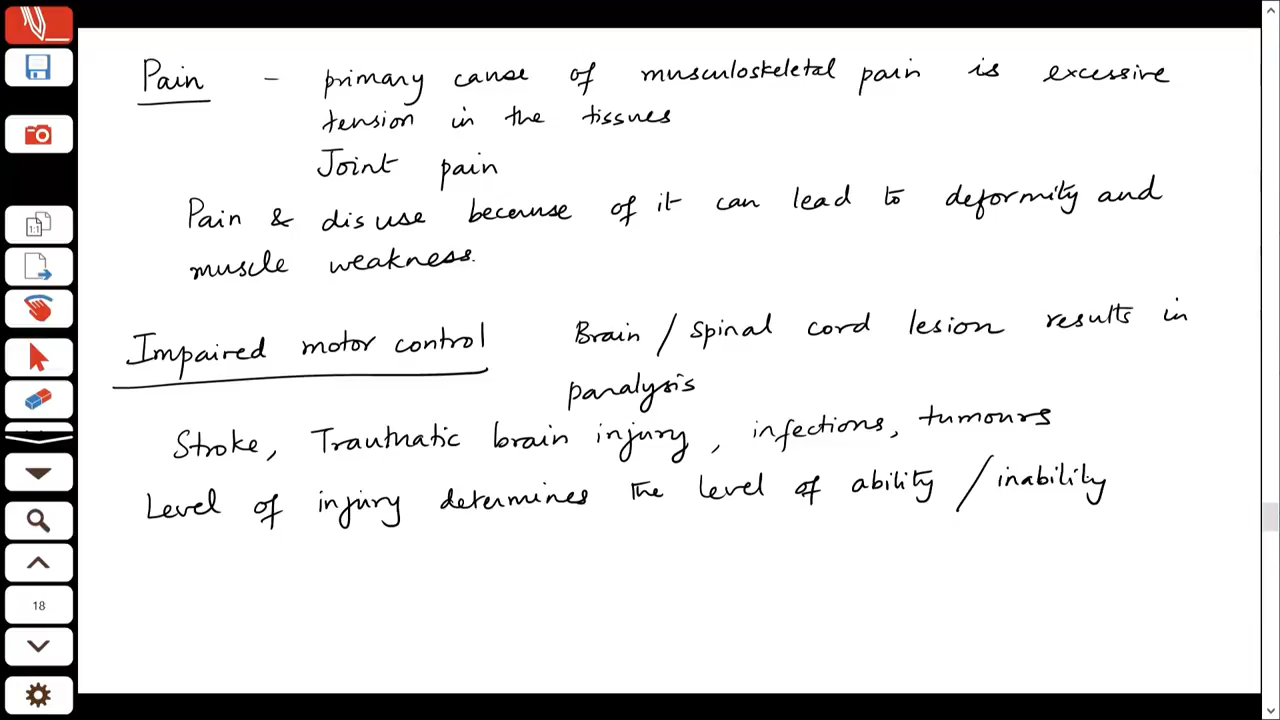 Pain - primary cause of musculoskeletal pain is excessive
tension in the tissues
Joint pain
Pain & disuse because of it can lead to deformity and
muscle weakness.
Impaired motor control Brain / spinal cord lesion results in
paralysis
Stroke, Traumatic brain injury, infections, tumours
Level of injury determines the level of ability / inability
1:1
18